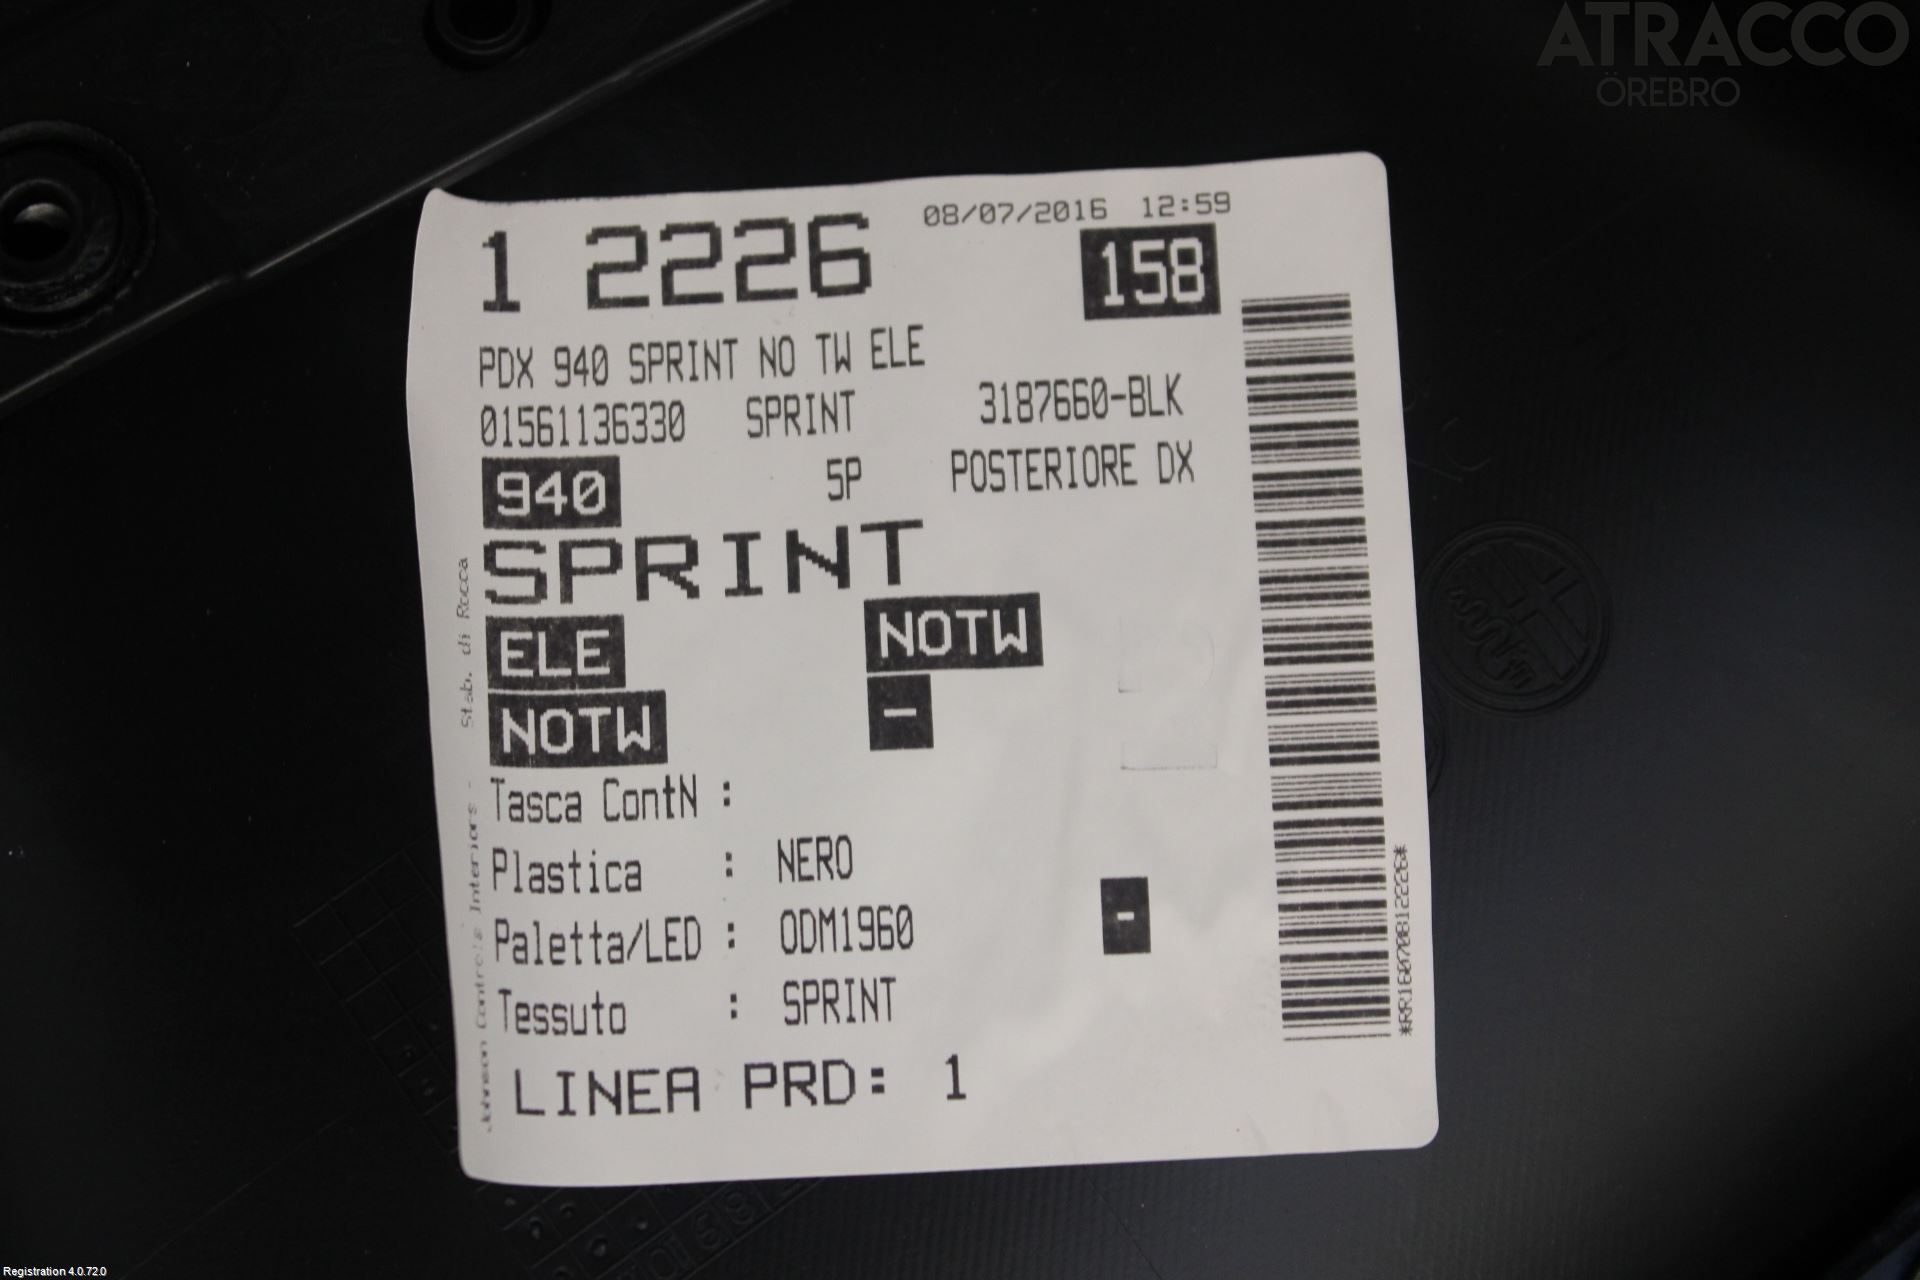 ATRACCO
ÖREBRO
08/07/2016 12:59
1 2226
158
PDX 940 SPRINT NO TW ELE
01561136330 SPRINT 3187660-BLK
940 5P POSTERIORE DX
SPRINT
ELE NOTW
NOTW -
Tasca ContN :
Plastica : NERO
Paletta/LED : ODM1960 -
Tessuto : SPRINT
LINEA PRD: 1
Johnson Controls Interiors - Stab. di Rocca
*RR16070812226*
Registration 4.0.72.0